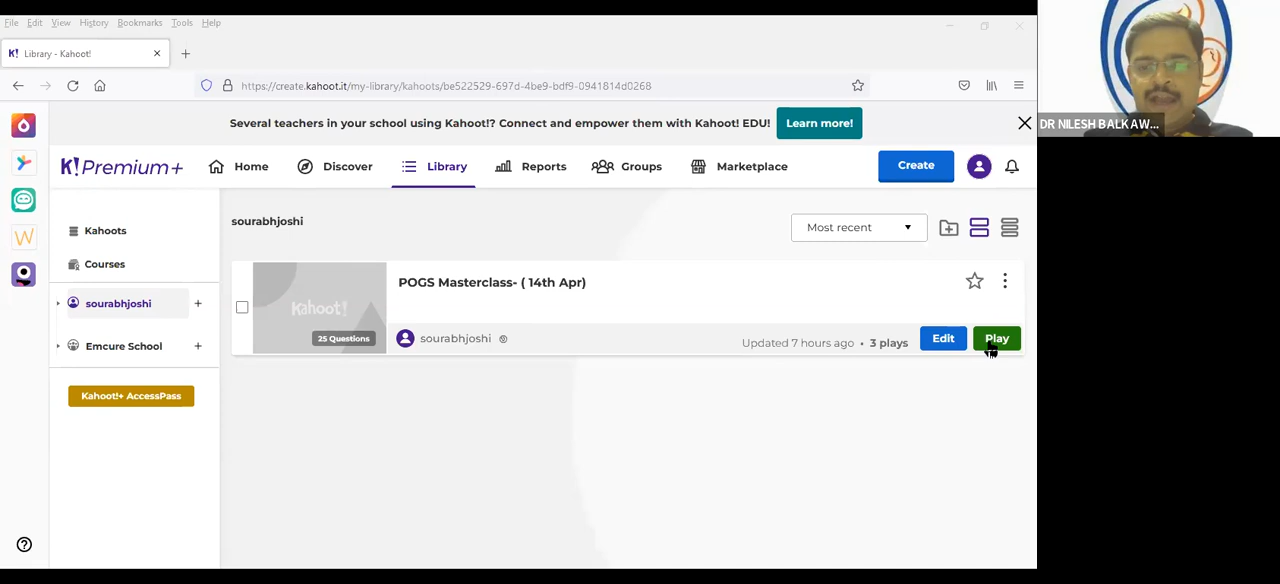 File Edit View History Bookmarks Tools Help
K! Library - Kahoot!
https://create.kahoot.it/my-library/kahoots/be522529-697d-4be9-bdf9-0941814d0268
Several teachers in your school using Kahoot!? Connect and empower them with Kahoot! EDU! Learn more!
DR NILESH BALKAW...
K!Premium+ Home Discover Library Reports Groups Marketplace Create
Kahoots
Courses
sourabhjoshi +
Emcure School +
Kahoot!+ AccessPass
sourabhjoshi
Most recent
Kahoot!
25 Questions
POGS Masterclass- ( 14th Apr)
sourabhjoshi
Updated 7 hours ago • 3 plays
Edit Play